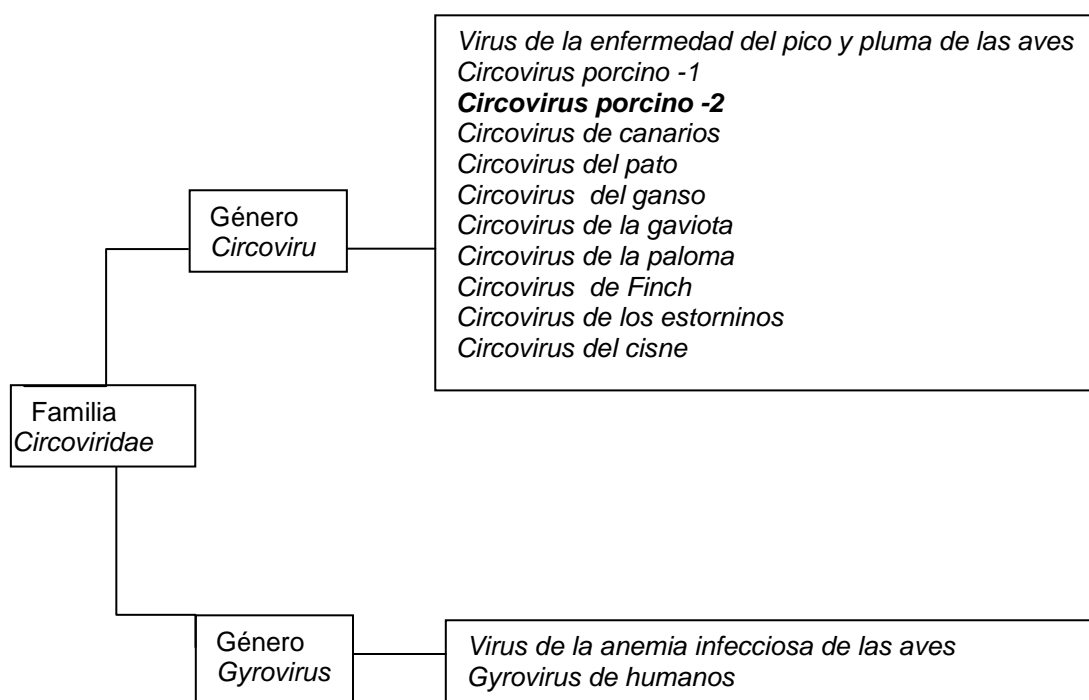 Virus de la enfermedad del pico y pluma de las aves
Circovirus porcino -1
Circovirus porcino -2
Circovirus de canarios
Circovirus del pato
Circovirus  del ganso
Circovirus de la gaviota
Circovirus de la paloma
Circovirus  de Finch
Circovirus de los estorninos
Circovirus del cisne
Género
Circoviru
Familia
Circoviridae
Género
Gyrovirus
Virus de la anemia infecciosa de las aves
Gyrovirus de humanos